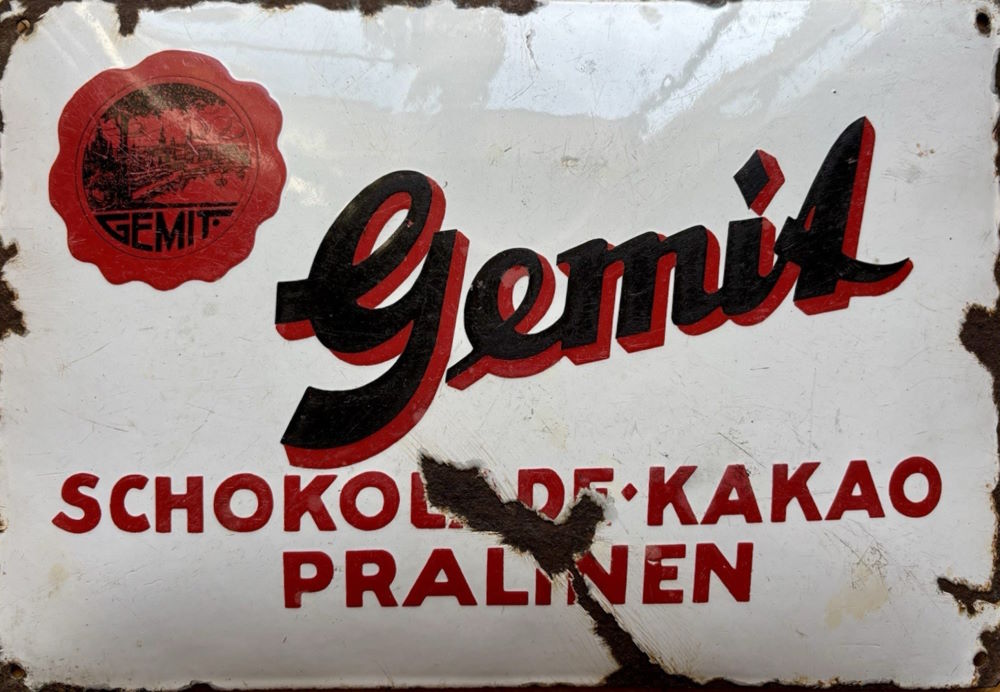 GEMIT·
Gemit
SCHOKOLADE·KAKAO
PRALINEN